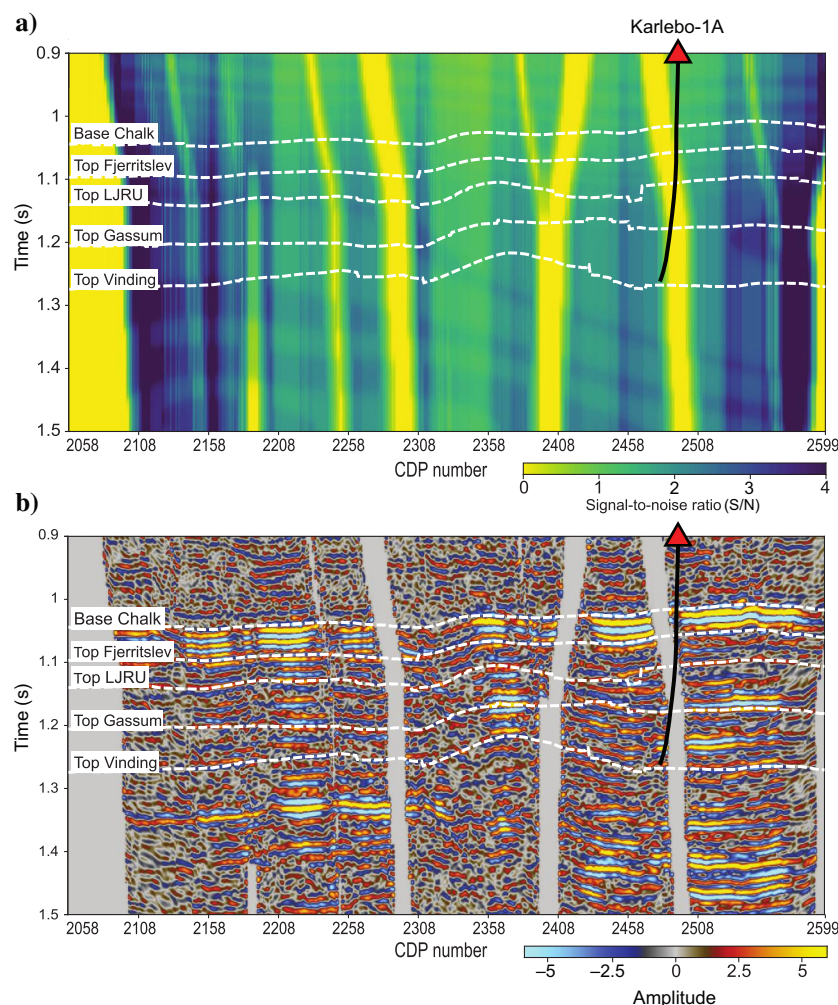 a)
Karlebo-1A
0.9
1
Base Chalk
Top Fjerritslev
1.1
Top LJRU
Time (s)
1.2
Top Gassum
Top Vinding
1.3
1.4
1.5
2058 2108 2158 2208 2258 2308 2358 2408 2458 2508 2599
CDP number
0 1 2 3 4
Signal-to-noise ratio (S/N)
b)
0.9
1
Base Chalk
Top Fjerritslev
1.1
Top LJRU
Time (s)
1.2
Top Gassum
Top Vinding
1.3
1.4
1.5
2058 2108 2158 2208 2258 2308 2358 2408 2458 2508 2599
CDP number
−5 −2.5 0 2.5 5
Amplitude